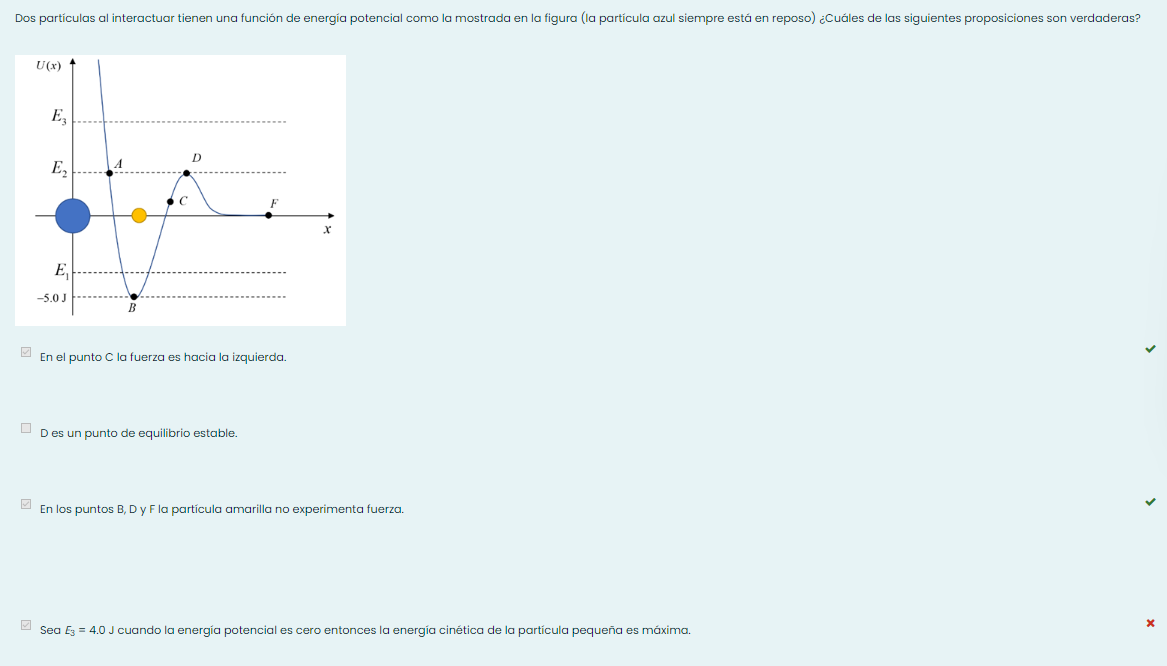 Dos partículas al interactuar tienen una función de energía potencial como la mostrada en la figura (la partícula azul siempre está en reposo) ¿Cuáles de las siguientes proposiciones son verdaderas?
U(x)
E3
A
D
E2
C
F
x
E1
–5.0 J
B
En el punto C la fuerza es hacia la izquierda.
D es un punto de equilibrio estable.
En los puntos B, D y F la partícula amarilla no experimenta fuerza.
Sea E3 = 4.0 J cuando la energía potencial es cero entonces la energía cinética de la partícula pequeña es máxima.